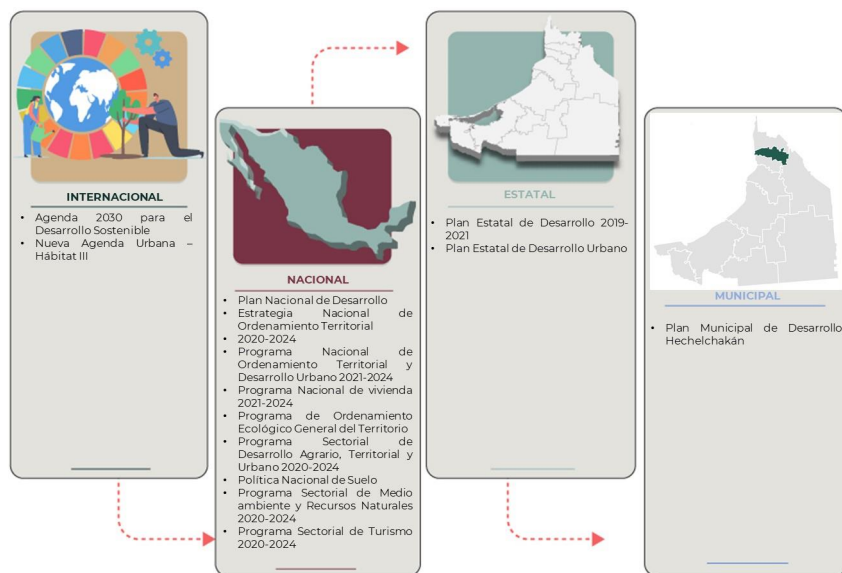 INTERNACIONAL
• Agenda 2030 para el
Desarrollo Sostenible
• Nueva Agenda Urbana –
Hábitat III
NACIONAL
• Plan Nacional de Desarrollo
• Estrategia Nacional de
Ordenamiento Territorial
• 2020-2024
• Programa Nacional de
Ordenamiento Territorial y
Desarrollo Urbano 2021-2024
• Programa Nacional de vivienda
2021-2024
• Programa de Ordenamiento
Ecológico General del Territorio
• Programa Sectorial de
Desarrollo Agrario, Territorial y
Urbano 2020-2024
• Política Nacional de Suelo
• Programa Sectorial de Medio
ambiente y Recursos Naturales
2020-2024
• Programa Sectorial de Turismo
2020-2024
ESTATAL
• Plan Estatal de Desarrollo 2019-
2021
• Plan Estatal de Desarrollo Urbano
MUNICIPAL
• Plan Municipal de Desarrollo
Hechelchakán